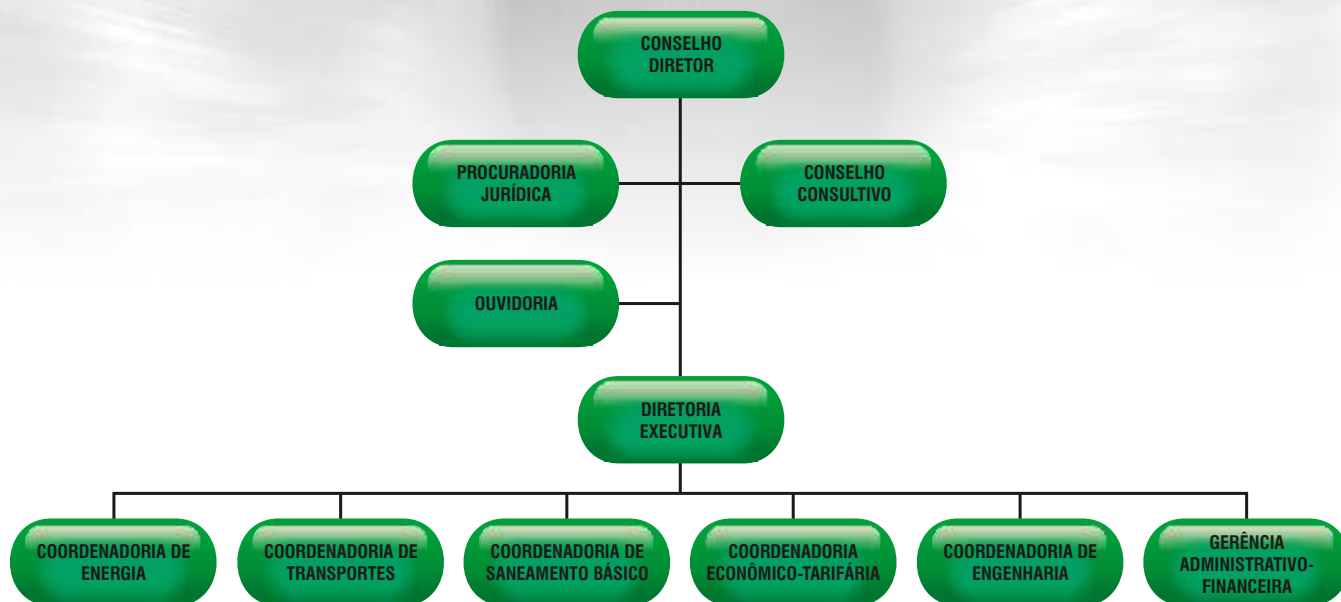 CONSELHO
DIRETOR
PROCURADORIA
JURÍDICA
CONSELHO
CONSULTIVO
OUVIDORIA
DIRETORIA
EXECUTIVA
COORDENADORIA DE
ENERGIA
COORDENADORIA DE
TRANSPORTES
COORDENADORIA DE
SANEAMENTO BÁSICO
COORDENADORIA
ECONÔMICO-TARIFÁRIA
COORDENADORIA DE
ENGENHARIA
GERÊNCIA
ADMINISTRATIVO-
FINANCEIRA